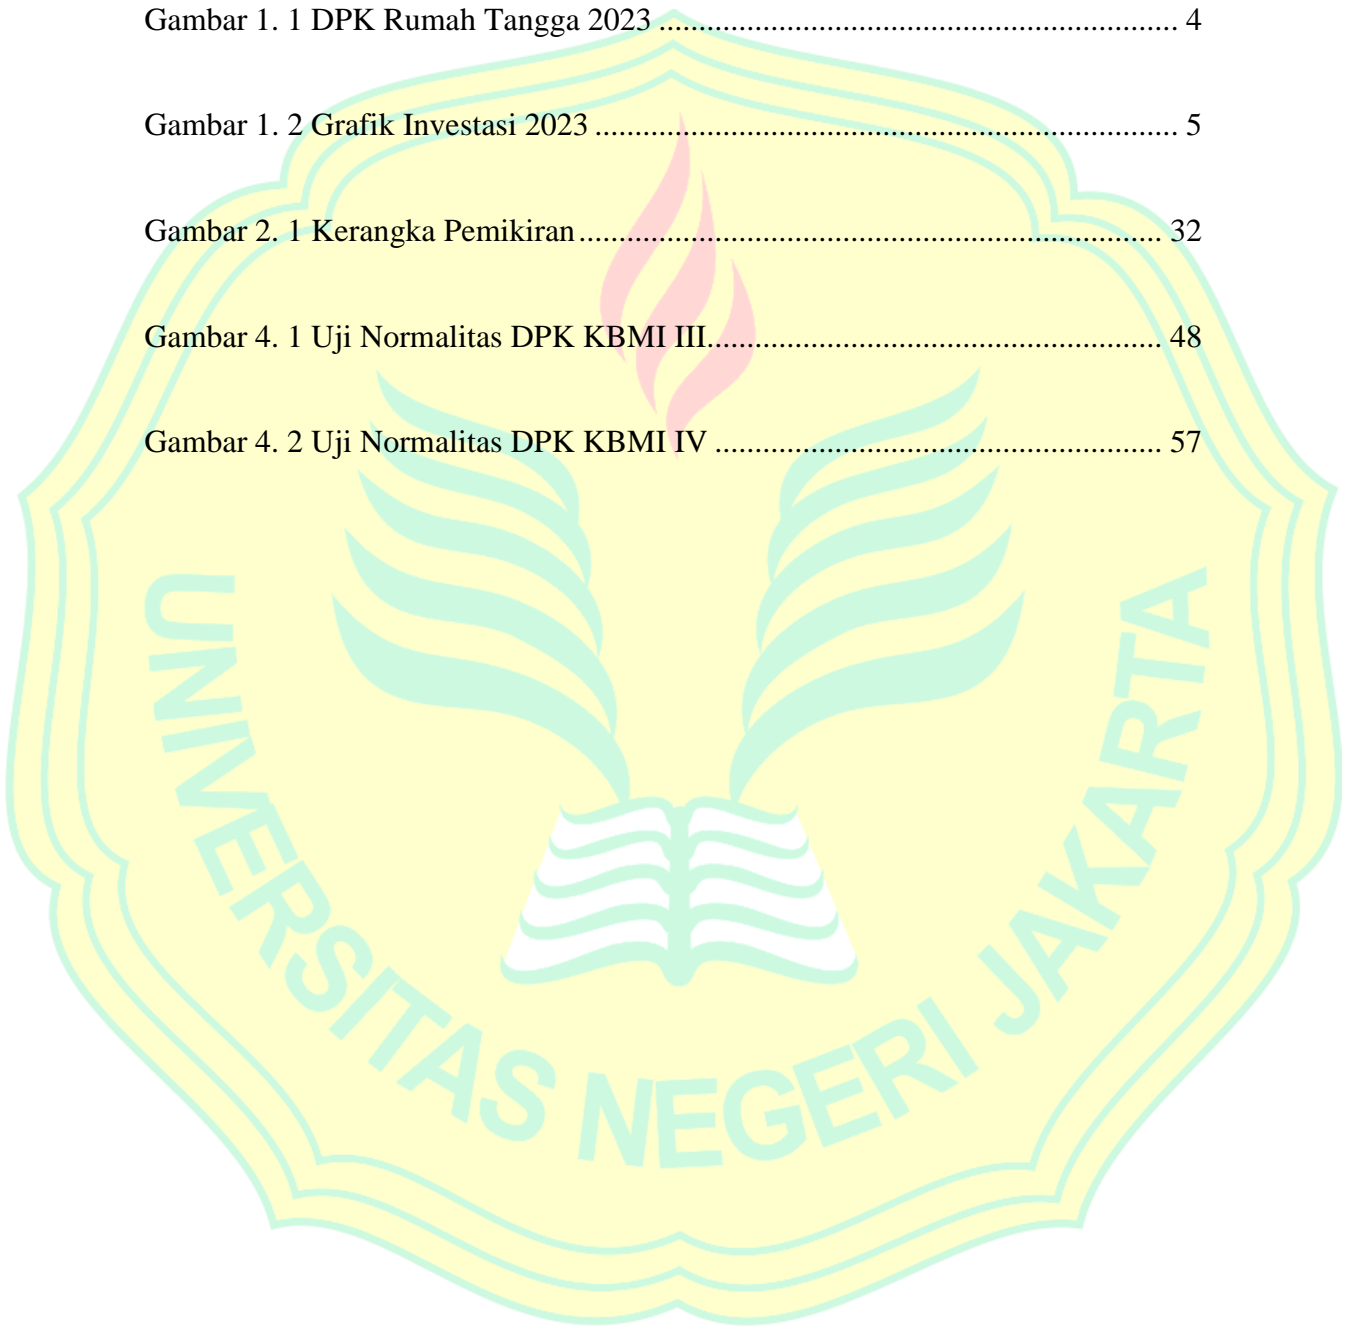 Gambar 1. 1 DPK Rumah Tangga 2023 ................................................................. 4
Gambar 1. 2 Grafik Investasi 2023 ......................................................................... 5
Gambar 2. 1 Kerangka Pemikiran ......................................................................... 32
Gambar 4. 1 Uji Normalitas DPK KBMI III......................................................... 48
Gambar 4. 2 Uji Normalitas DPK KBMI IV ........................................................ 57
UNIVERSITAS NEGERI JAKARTA